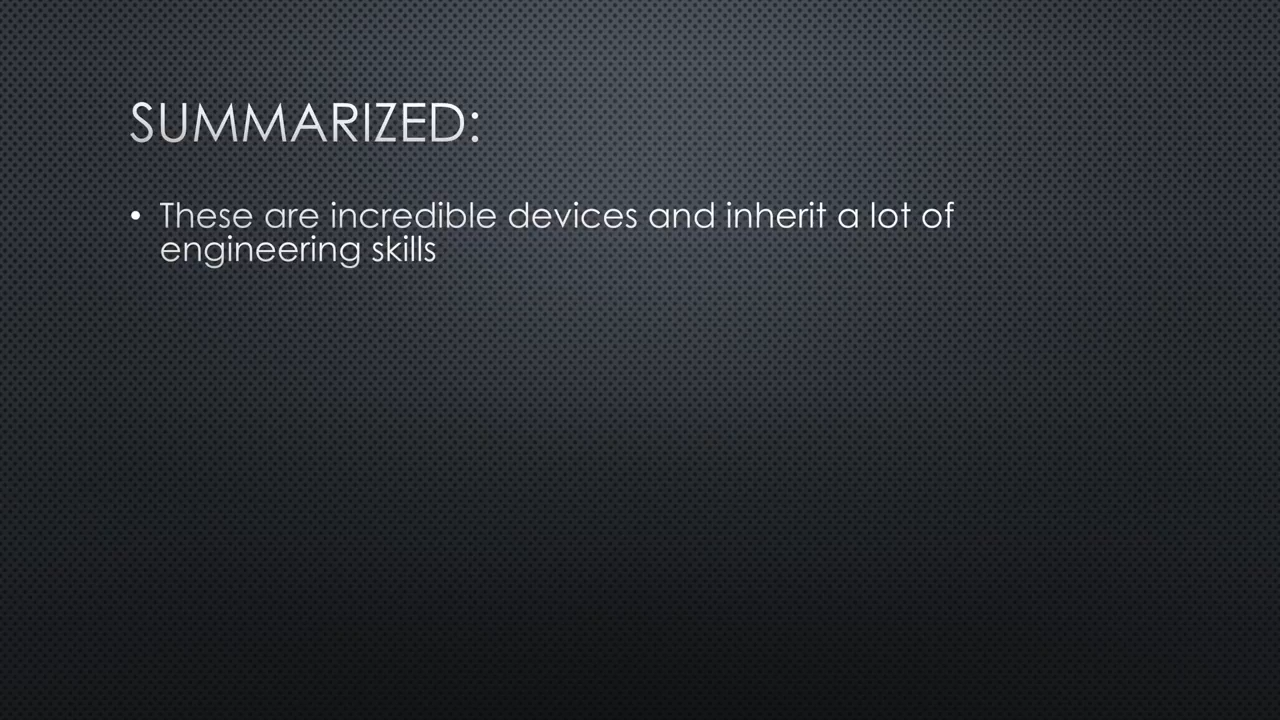 SUMMARIZED:
• These are incredible devices and inherit a lot of
engineering skills